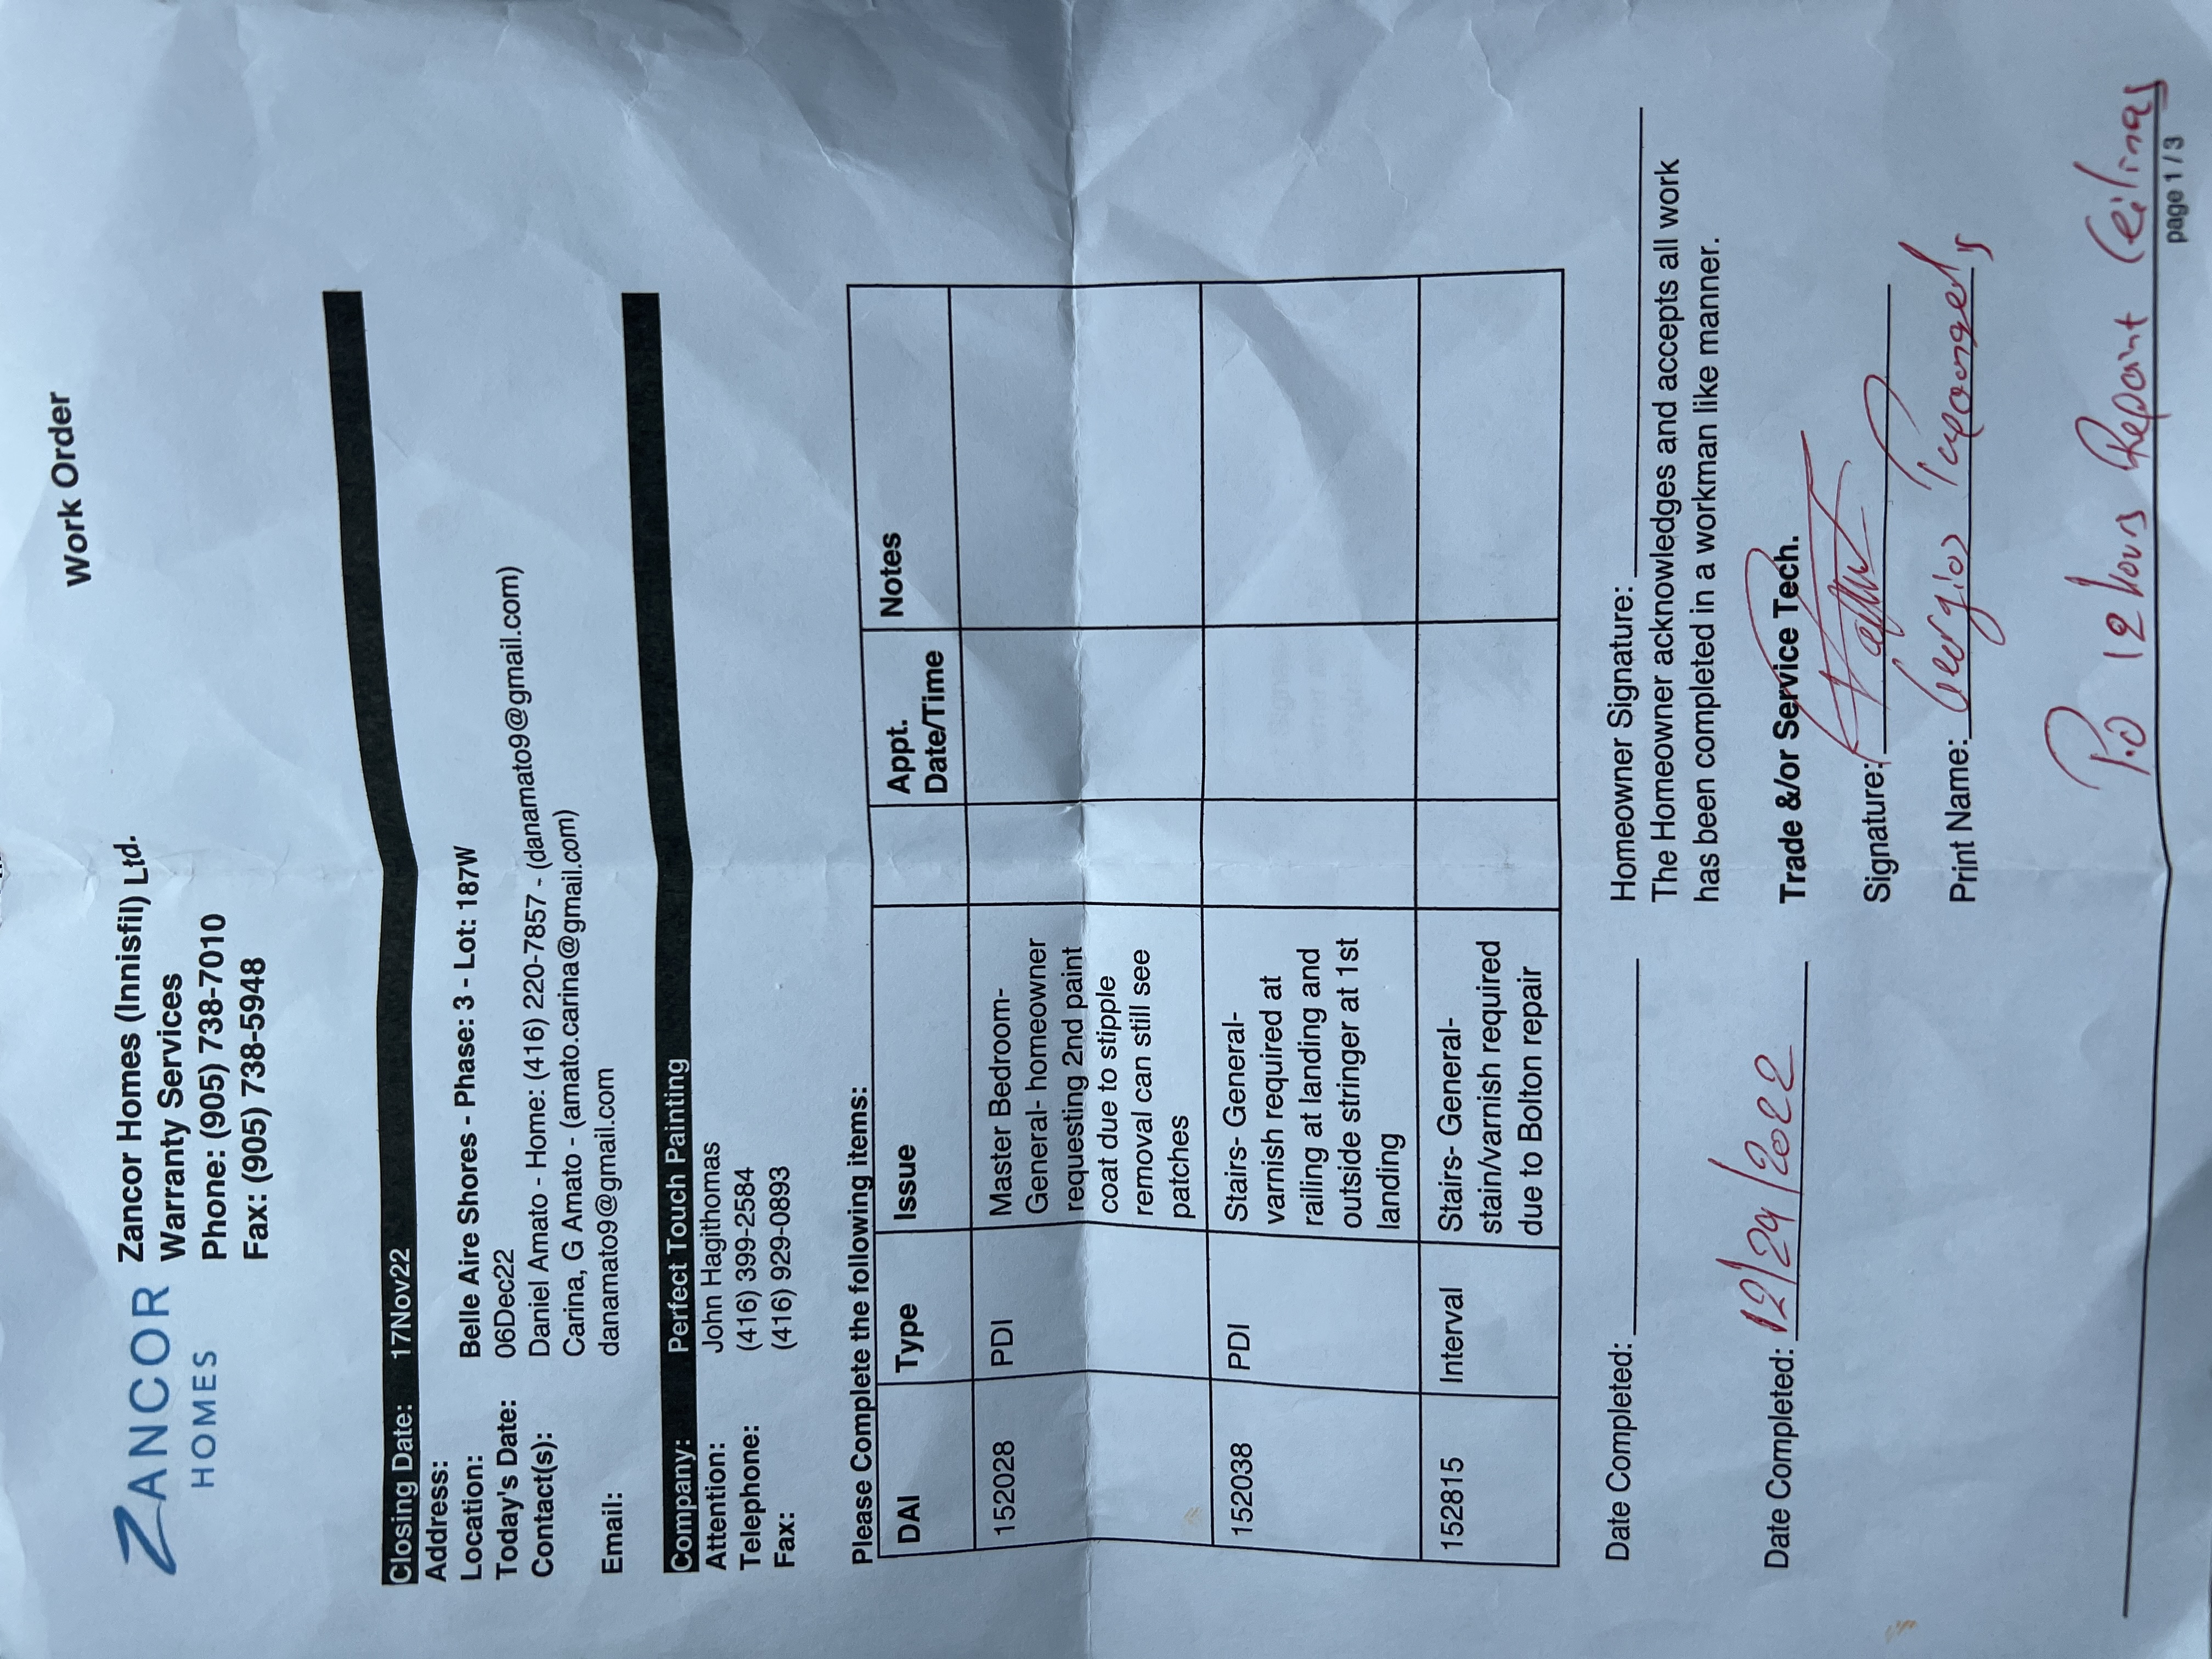 Work Order
ZANCOR
HOMES
Zancor Homes (Innisfil) Ltd.
Warranty Services
Phone: (905) 738-7010
Fax: (905) 738-5948
Closing Date: 17Nov22
Address:
Location: Belle Aire Shores - Phase: 3 - Lot: 187W
Today's Date: 06Dec22
Contact(s): Daniel Amato - Home: (416) 220-7857 - (danamato9@gmail.com)
Carina, G Amato - (amato.carina@gmail.com)
Email: danamato9@gmail.com
Company: Perfect Touch Painting
Attention: John Hagithomas
Telephone: (416) 399-2584
Fax: (416) 929-0893
Please Complete the following items:
DAI Type Issue Appt. Date/Time Notes
152028 PDI Master Bedroom-
General- homeowner
requesting 2nd paint
coat due to stipple
removal can still see
patches
152038 PDI Stairs- General-
varnish required at
railing at landing and
outside stringer at 1st
landing
152815 Interval Stairs- General-
stain/varnish required
due to Bolton repair
Date Completed: Homeowner Signature:
The Homeowner acknowledges and accepts all work
has been completed in a workman like manner.
Trade &/or Service Tech.
Date Completed: 12/29/2022
Signature:
Print Name: Georgios
P.O 12 hours Repaint Ceilings
page 1 / 3